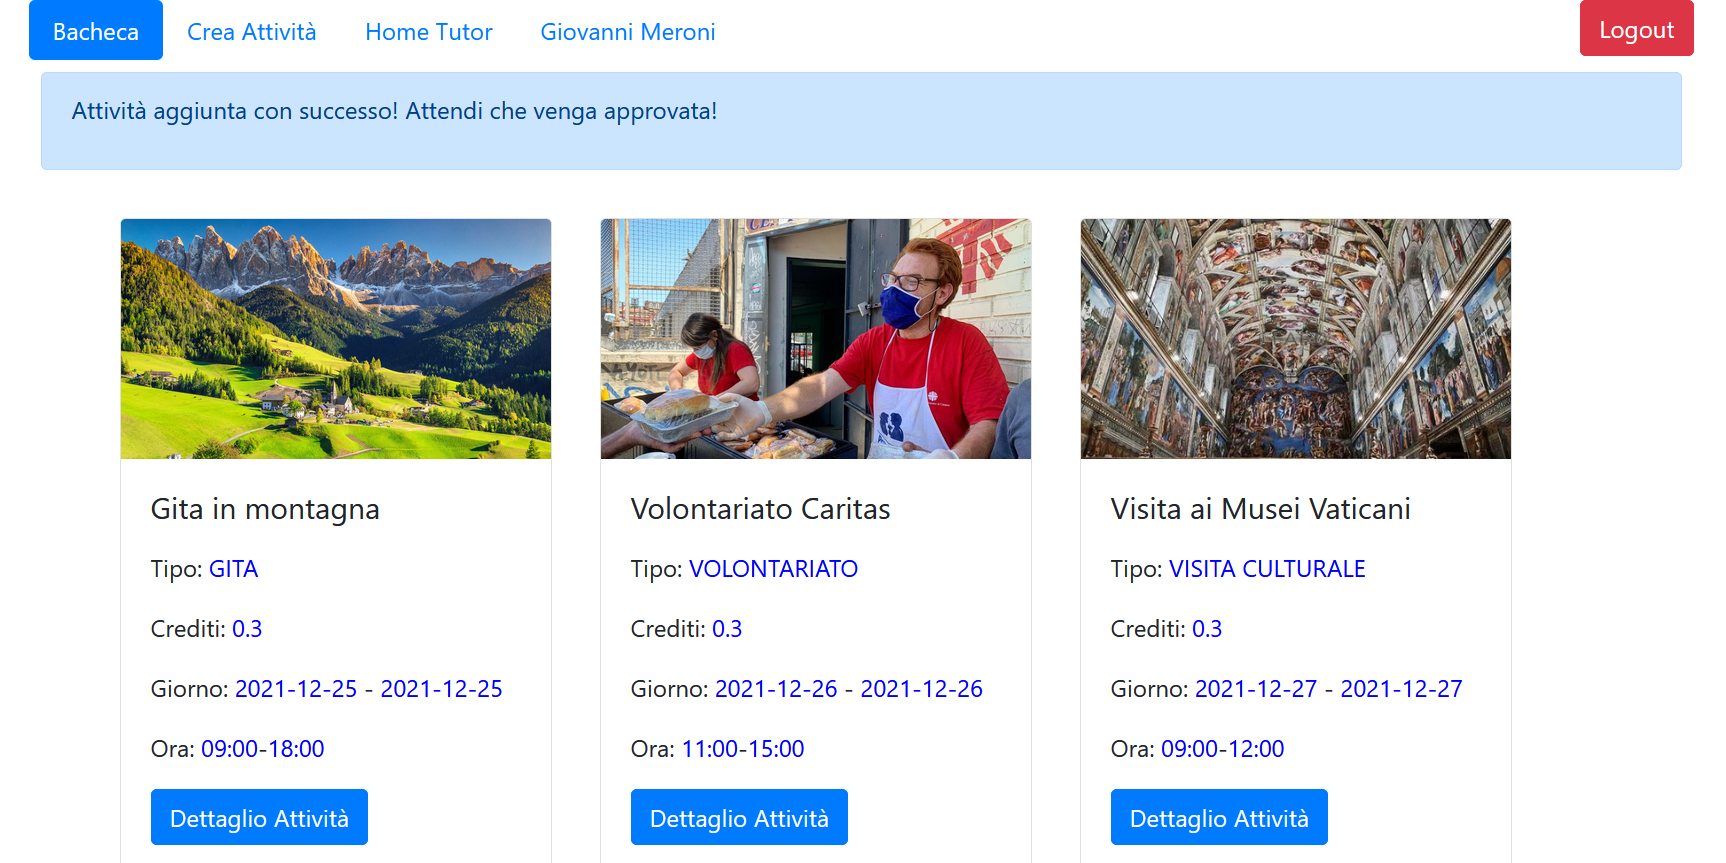 Bacheca
Crea Attività
Home Tutor
Giovanni Meroni
Logout
Attività aggiunta con successo! Attendi che venga approvata!
Gita in montagna
Tipo: GITA
Crediti: 0.3
Giorno: 2021-12-25 - 2021-12-25
Ora: 09:00-18:00
Dettaglio Attività
Volontariato Caritas
Tipo: VOLONTARIATO
Crediti: 0.3
Giorno: 2021-12-26 - 2021-12-26
Ora: 11:00-15:00
Dettaglio Attività
Visita ai Musei Vaticani
Tipo: VISITA CULTURALE
Crediti: 0.3
Giorno: 2021-12-27 - 2021-12-27
Ora: 09:00-12:00
Dettaglio Attività